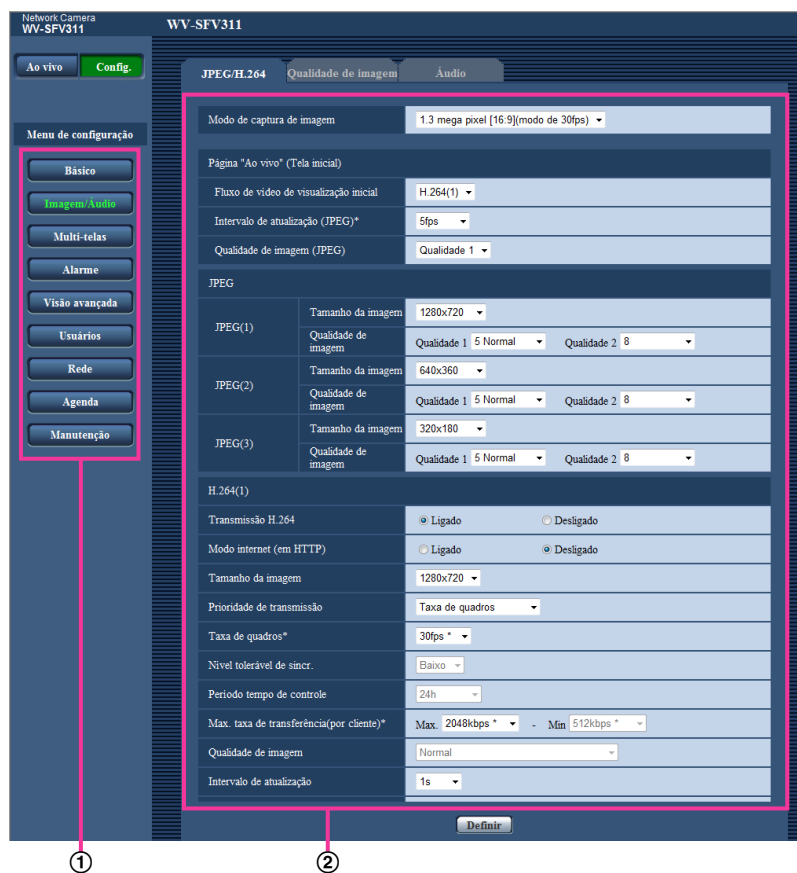 Network Camera
WV-SFV311
WV-SFV311
Ao vivo Config.
Menu de configuração
Básico
Imagem/Áudio
Multi-telas
Alarme
Visão avançada
Usuários
Rede
Agenda
Manutenção
JPEG/H.264 Qualidade de imagem Áudio
Modo de captura de imagem 1.3 mega pixel [16:9](modo de 30fps)
Página "Ao vivo" (Tela inicial)
Fluxo de video de visualização inicial H.264(1)
Intervalo de atualização (JPEG)* 5fps
Qualidade de imagem (JPEG) Qualidade 1
JPEG
JPEG(1)
Tamanho da imagem 1280x720
Qualidade de imagem Qualidade 1 5 Normal Qualidade 2 8
JPEG(2)
Tamanho da imagem 640x360
Qualidade de imagem Qualidade 1 5 Normal Qualidade 2 8
JPEG(3)
Tamanho da imagem 320x180
Qualidade de imagem Qualidade 1 5 Normal Qualidade 2 8
H.264(1)
Transmissão H.264 Ligado Desligado
Modo internet (em HTTP) Ligado Desligado
Tamanho da imagem 1280x720
Prioridade de transmissão Taxa de quadros
Taxa de quadros* 30fps *
Nivel tolerável de sincr. Baixo
Periodo tempo de controle 24h
Max. taxa de transferência(por cliente)* Max. 2048kbps * - Min 512kbps *
Qualidade de imagem Normal
Intervalo de atualização 1s
Definir
① ②